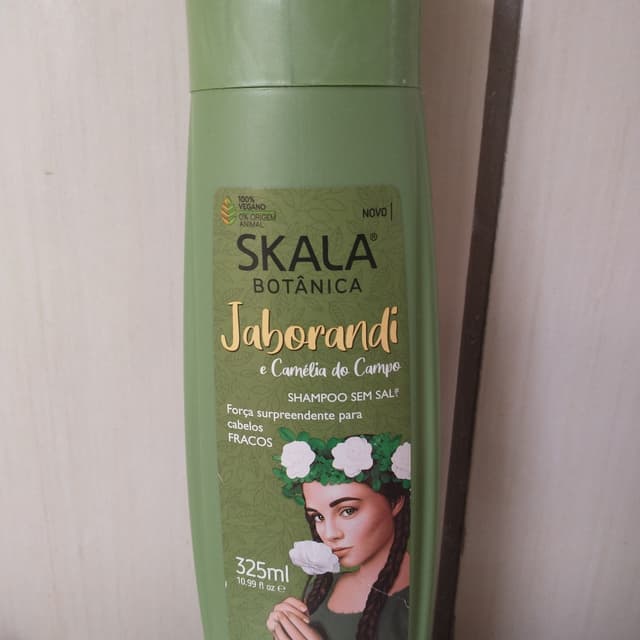 100%
VEGANO
0% ORIGEM
ANIMAL
NOVO
SKALA®
BOTÂNICA
Jaborandi
e Camélia do Campo
SHAMPOO SEM SAL
Força surpreendente para
cabelos
FRACOS
325ml
10.99 fl oz e